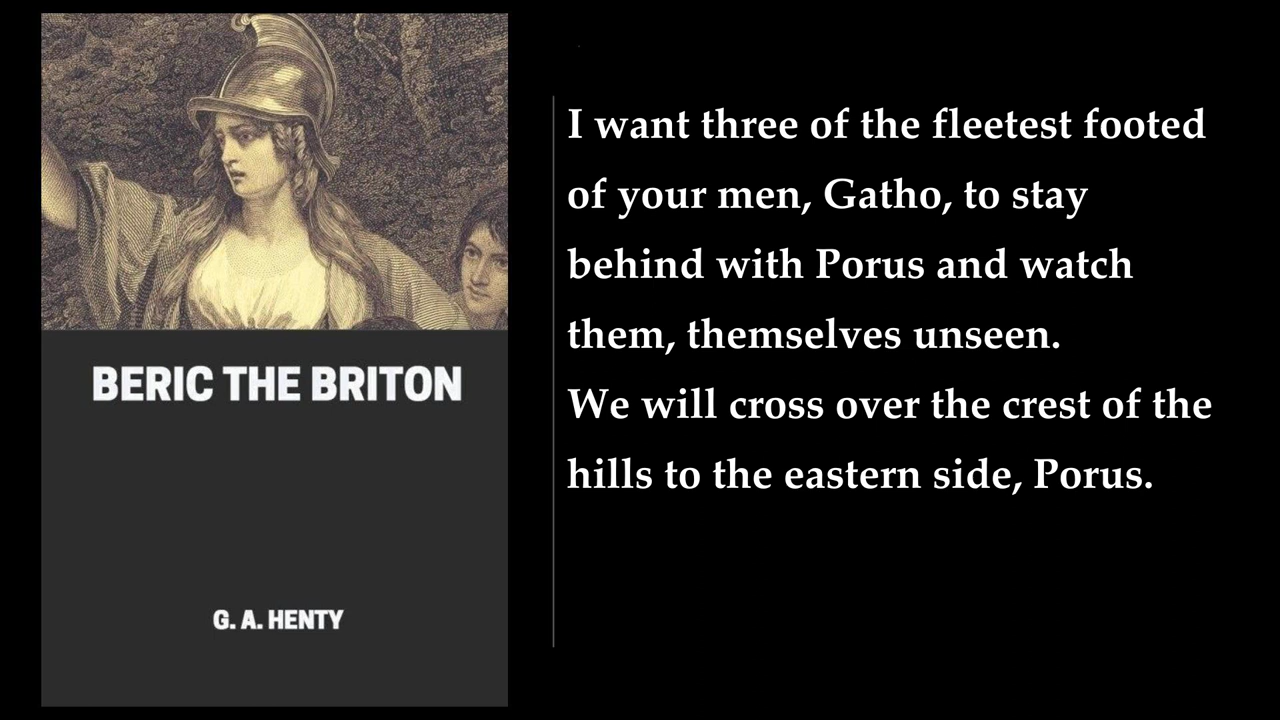 BERIC THE BRITON
G. A. HENTY
I want three of the fleetest footed
of your men, Gatho, to stay
behind with Porus and watch
them, themselves unseen.
We will cross over the crest of the
hills to the eastern side, Porus.